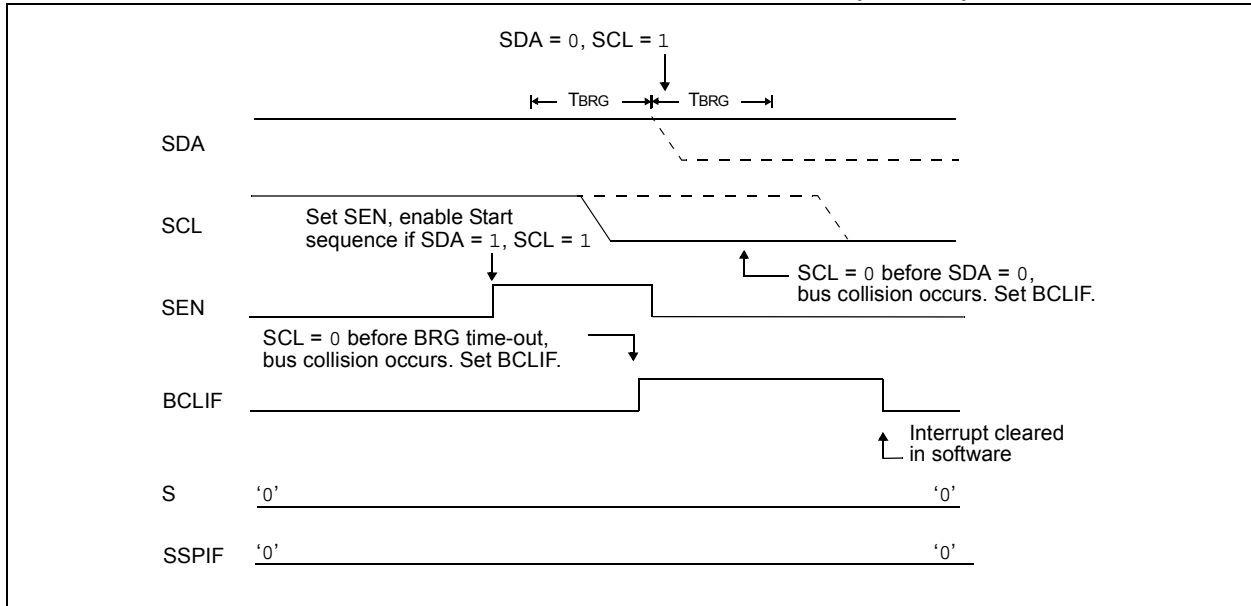 SDA = 0, SCL = 1
TBRG TBRG
SDA
SCL
Set SEN, enable Start
sequence if SDA = 1, SCL = 1
SCL = 0 before SDA = 0,
bus collision occurs. Set BCLIF.
SEN
SCL = 0 before BRG time-out,
bus collision occurs. Set BCLIF.
BCLIF
Interrupt cleared
in software
S ‘0’ ‘0’
SSPIF ‘0’ ‘0’